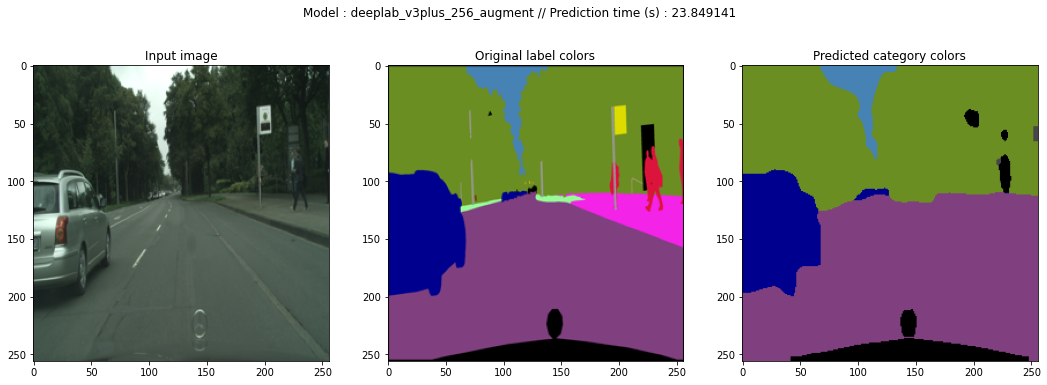 Model : deeplab_v3plus_256_augment // Prediction time (s) : 23.849141
Input image
Original label colors
Predicted category colors
0
50
100
150
200
250
0 50 100 150 200 250
0
50
100
150
200
250
0 50 100 150 200 250
0
50
100
150
200
250
0 50 100 150 200 250